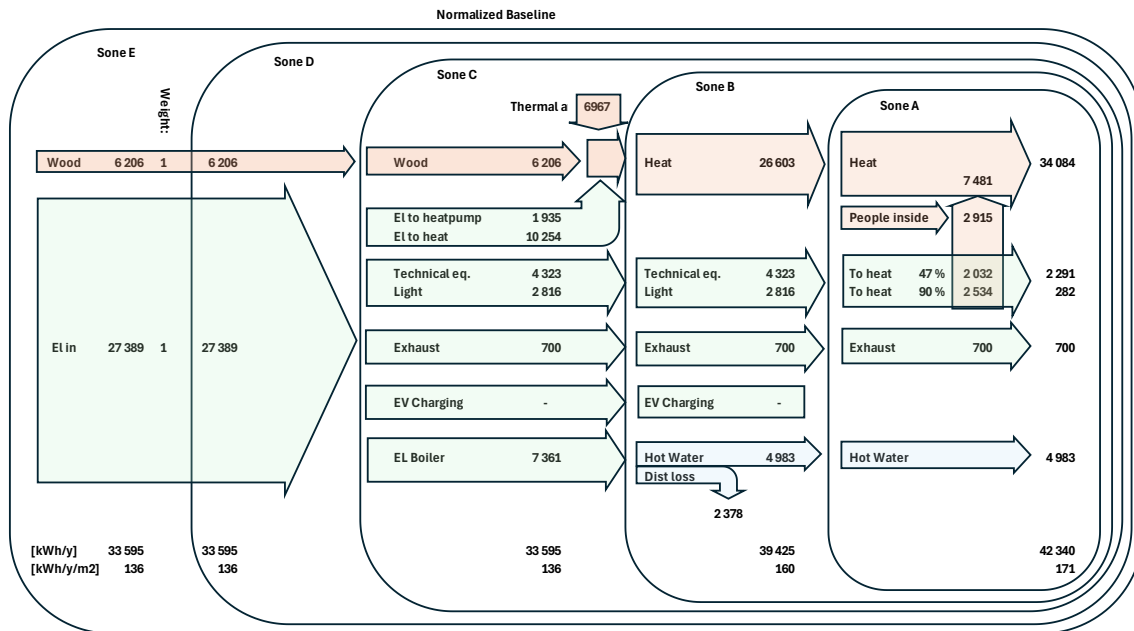 Normalized Baseline
Sone E
Sone D
Sone C
Sone B
Sone A
Weight:
Thermal a 6967
Wood 6 206 1 6 206
Wood 6 206
Heat 26 603
Heat 34 084
7 481
El to heatpump 1 935
El to heat 10 254
People inside 2 915
Technical eq. 4 323
Light 2 816
Technical eq. 4 323
Light 2 816
To heat 47 % 2 032 2 291
To heat 90 % 2 534 282
El in 27 389 1 27 389
Exhaust 700
Exhaust 700
Exhaust 700 700
EV Charging -
EV Charging -
EL Boiler 7 361
Hot Water 4 983
Dist loss
2 378
Hot Water 4 983
[kWh/y] 33 595 33 595 33 595 39 425 42 340
[kWh/y/m2] 136 136 136 160 171